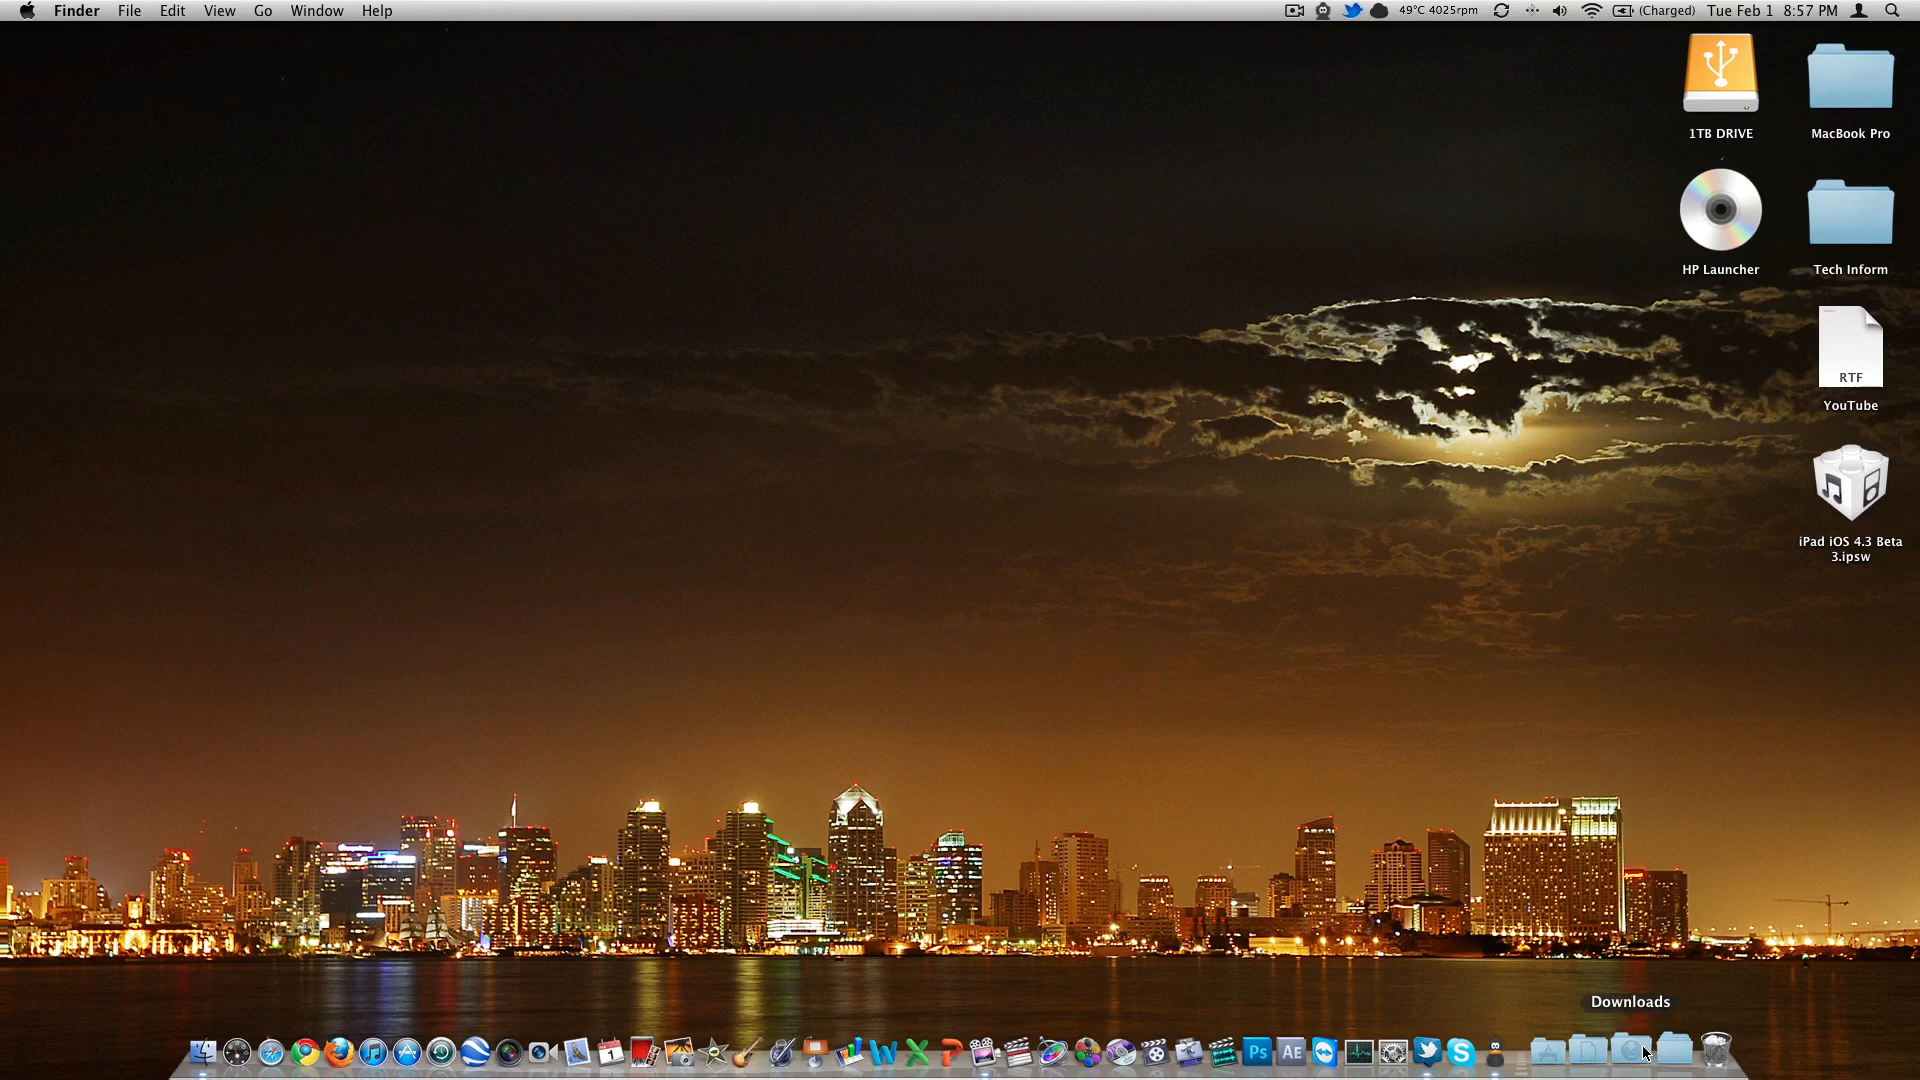 Finder File Edit View Go Window Help
49°C 4025rpm (Charged) Tue Feb 1 8:57 PM
1TB DRIVE
MacBook Pro
HP Launcher
Tech Inform
RTF
YouTube
iPad iOS 4.3 Beta
3.ipsw
Downloads
1
Ps
Ae